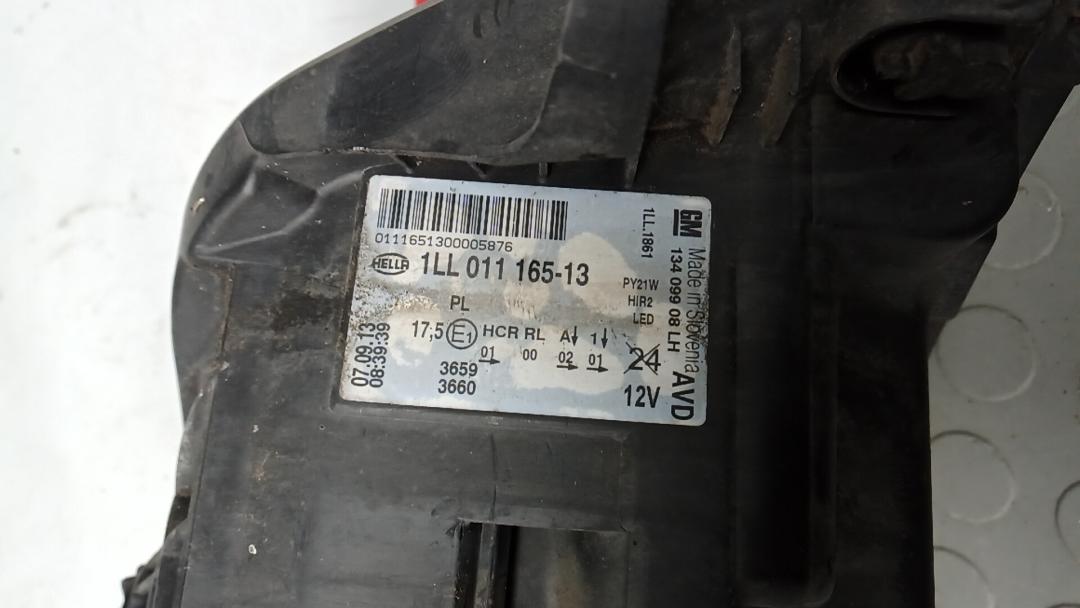 0111651300005876
HELLA 1LL 011 165-13
PL
17,5 E1 HCR RL A 1
01 00 02 01
3659
3660
07.09.13
08:39:39
PY21W
HIR2
LED
24
12V
1LL.1861
GM 134 099 08 LH AVD
Made in Slovenia